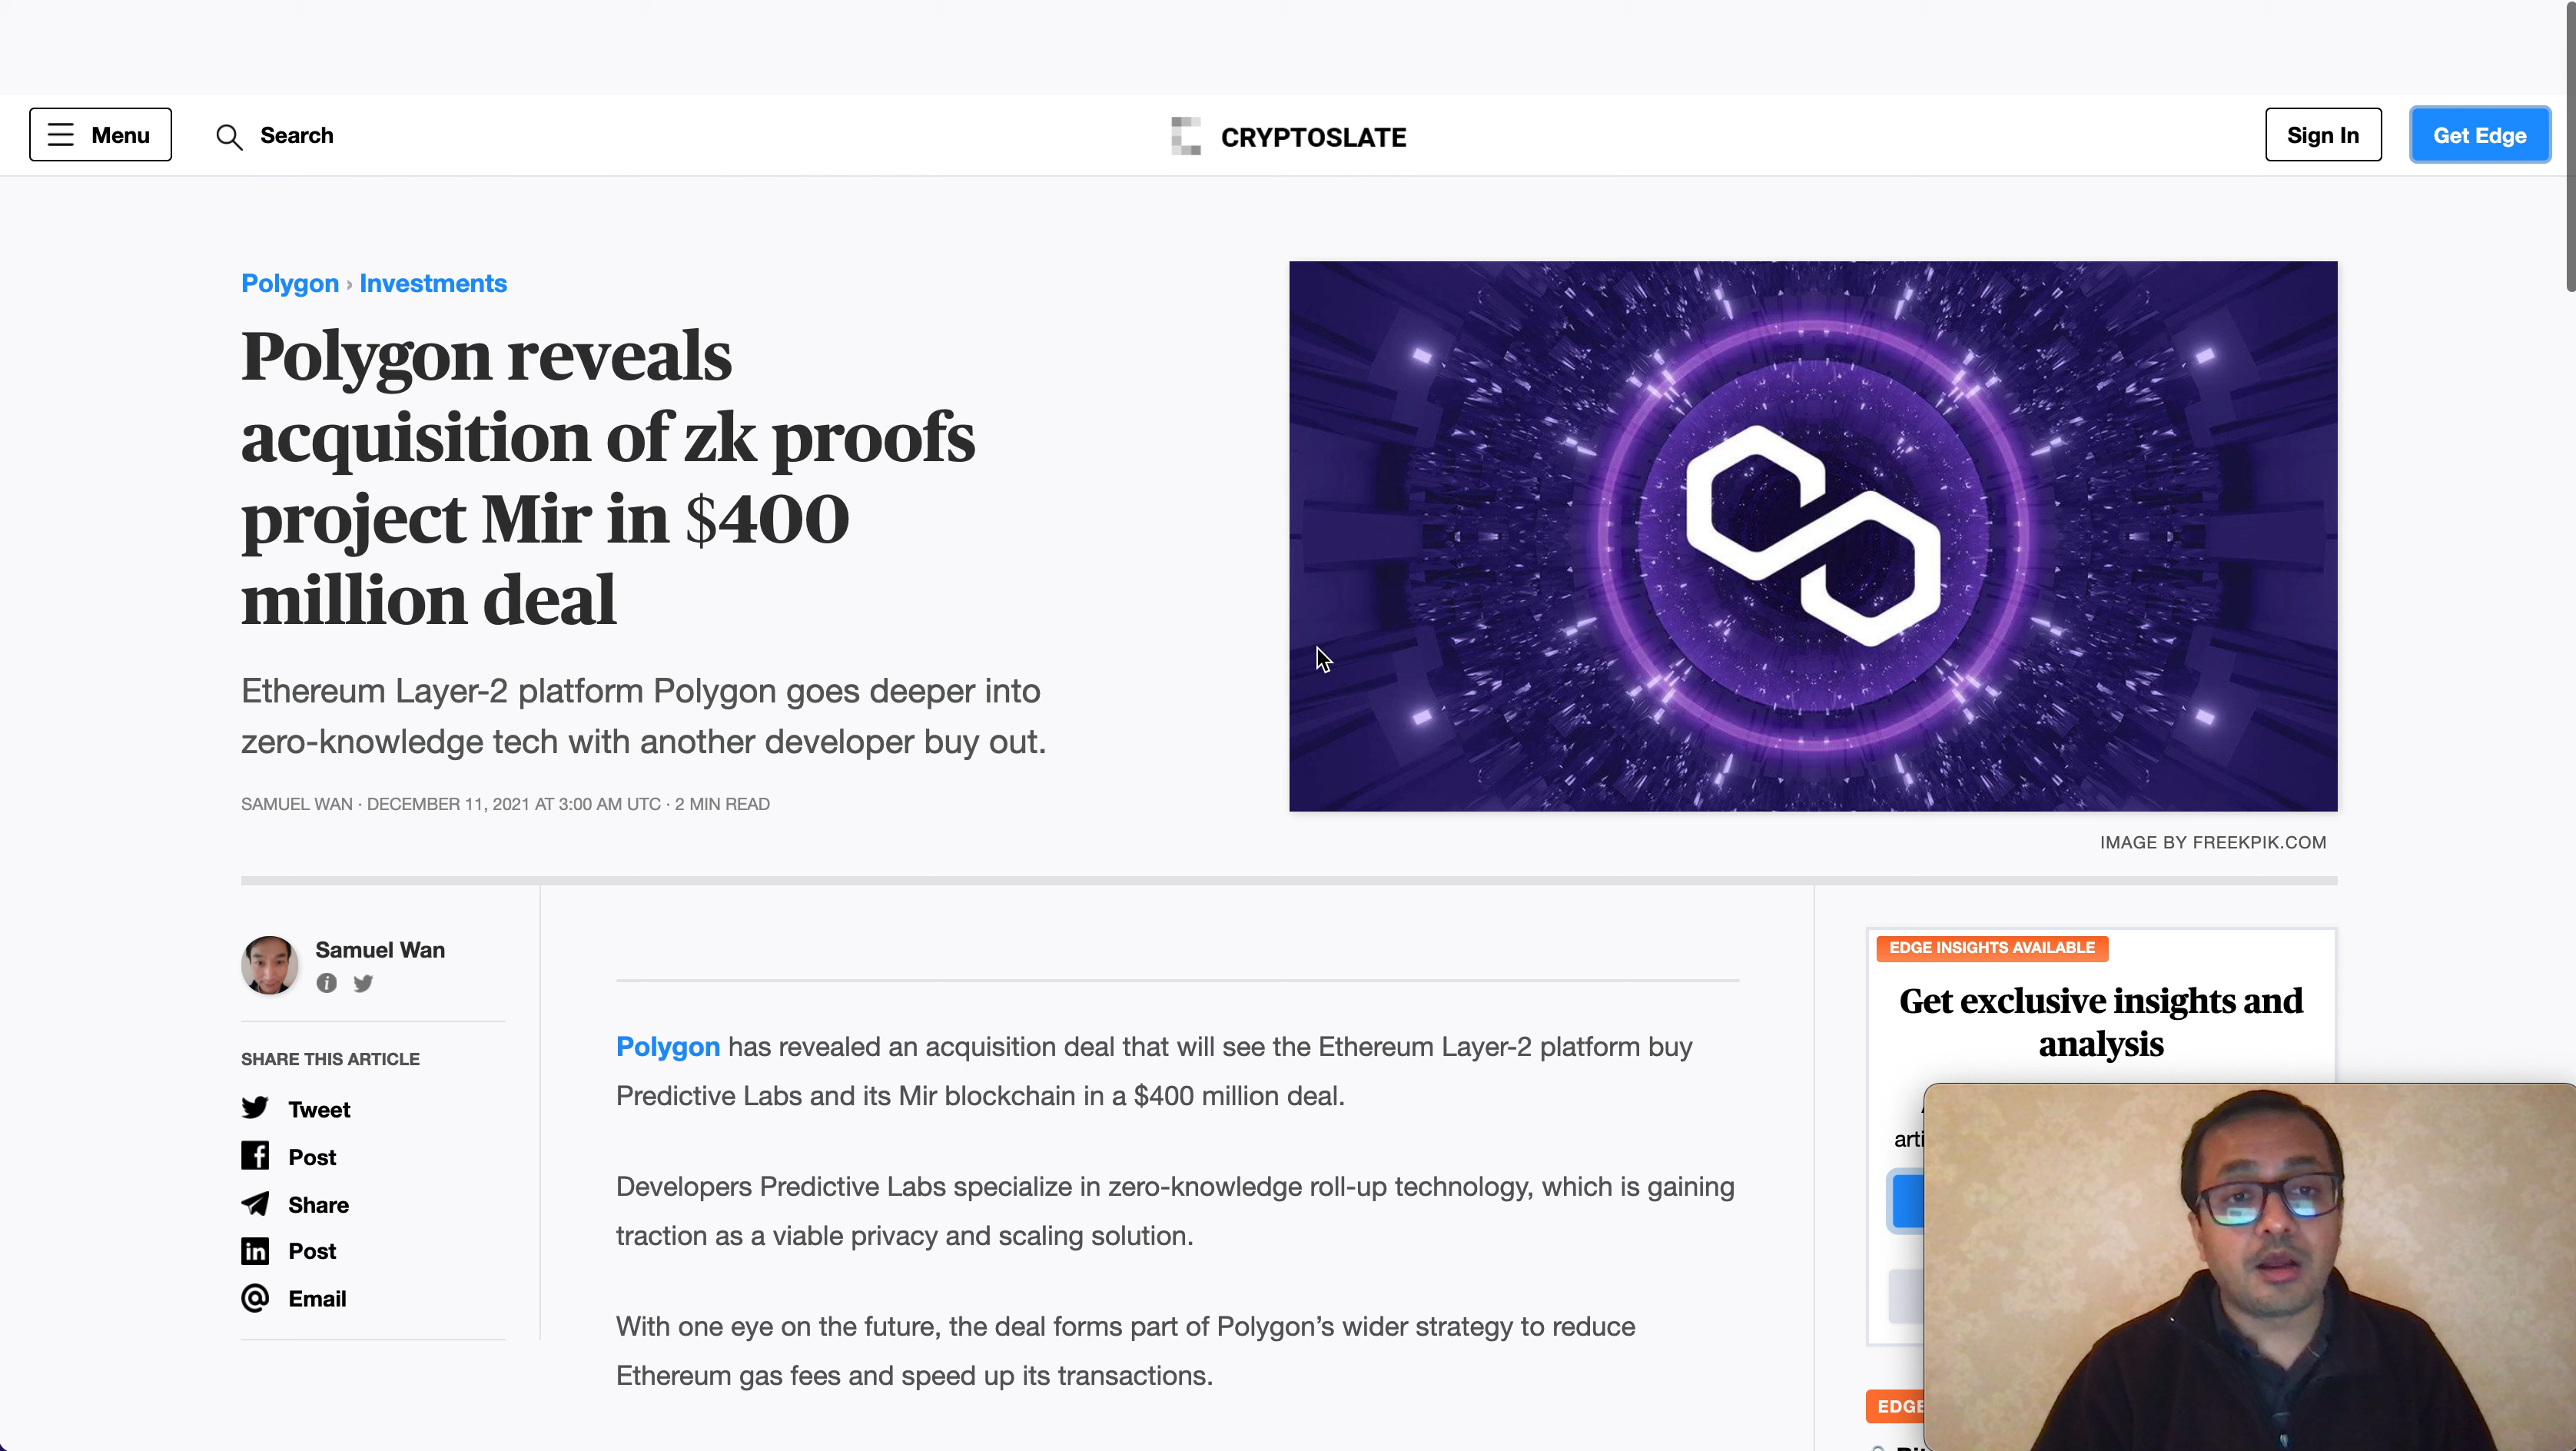 Menu
Search
CRYPTOSLATE
Sign In
Get Edge
Polygon › Investments
Polygon reveals
acquisition of zk proofs
project Mir in $400
million deal
Ethereum Layer-2 platform Polygon goes deeper into
zero-knowledge tech with another developer buy out.
SAMUEL WAN · DECEMBER 11, 2021 AT 3:00 AM UTC · 2 MIN READ
IMAGE BY FREEKPIK.COM
Samuel Wan
SHARE THIS ARTICLE
Tweet
Post
Share
Post
Email
Polygon has revealed an acquisition deal that will see the Ethereum Layer-2 platform buy
Predictive Labs and its Mir blockchain in a $400 million deal.
Developers Predictive Labs specialize in zero-knowledge roll-up technology, which is gaining
traction as a viable privacy and scaling solution.
With one eye on the future, the deal forms part of Polygon’s wider strategy to reduce
Ethereum gas fees and speed up its transactions.
EDGE INSIGHTS AVAILABLE
Get exclusive insights and
analysis
arti
EDGE